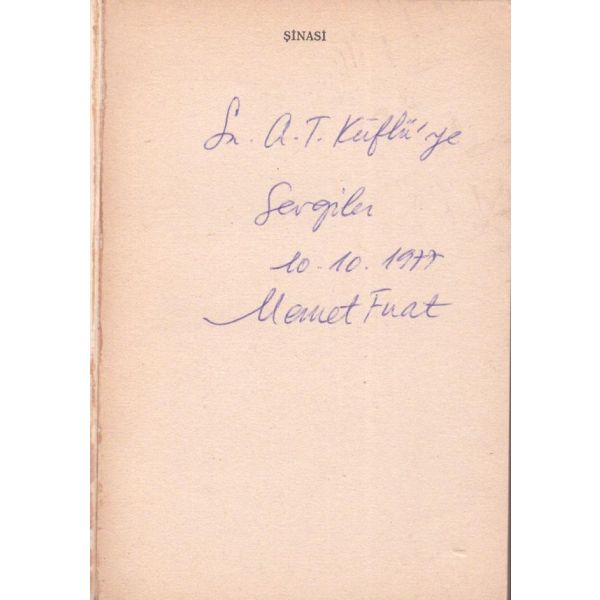 ŞİNASİ
Sn. A. T. Küflü'ye
Sevgiler
10.10.1977
Memet Fuat